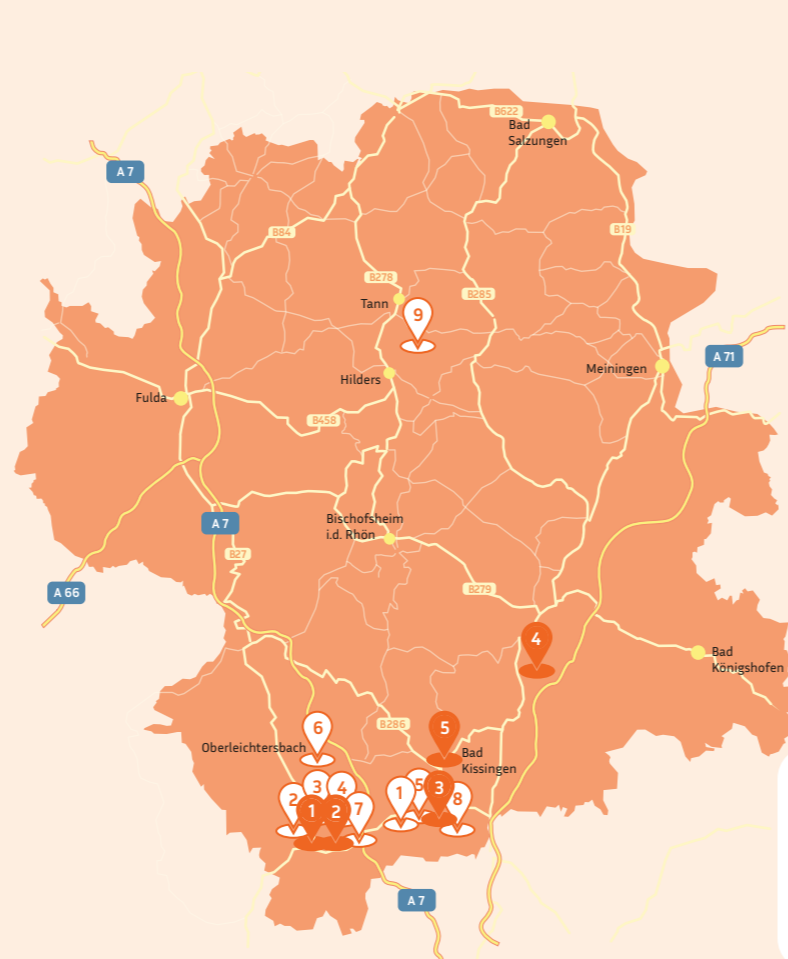 B622
Bad
Salzungen
A 7
B84
B19
B278
B285
Tann
9
A 71
Meiningen
Hilders
Fulda
B458
Bischofsheim
i.d. Rhön
A 7
B27
B279
A 66
4
Bad
Königshofen
6
B286
5
Oberleichtersbach
Bad
Kissingen
2
3
4
1
5
3
8
1
2
7
A 7